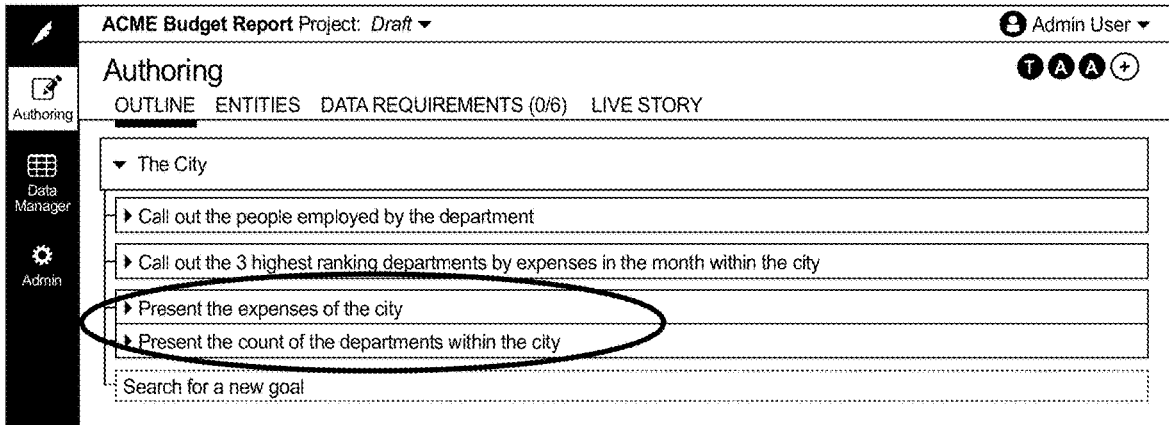 ACME Budget Report Project: Draft
Admin User
Authoring
T A A +
OUTLINE ENTITIES DATA REQUIREMENTS (0/6) LIVE STORY
Authoring
Data
Manager
Admin
The City
Call out the people employed by the department
Call out the 3 highest ranking departments by expenses in the month within the city
Present the expenses of the city
Present the count of the departments within the city
Search for a new goal